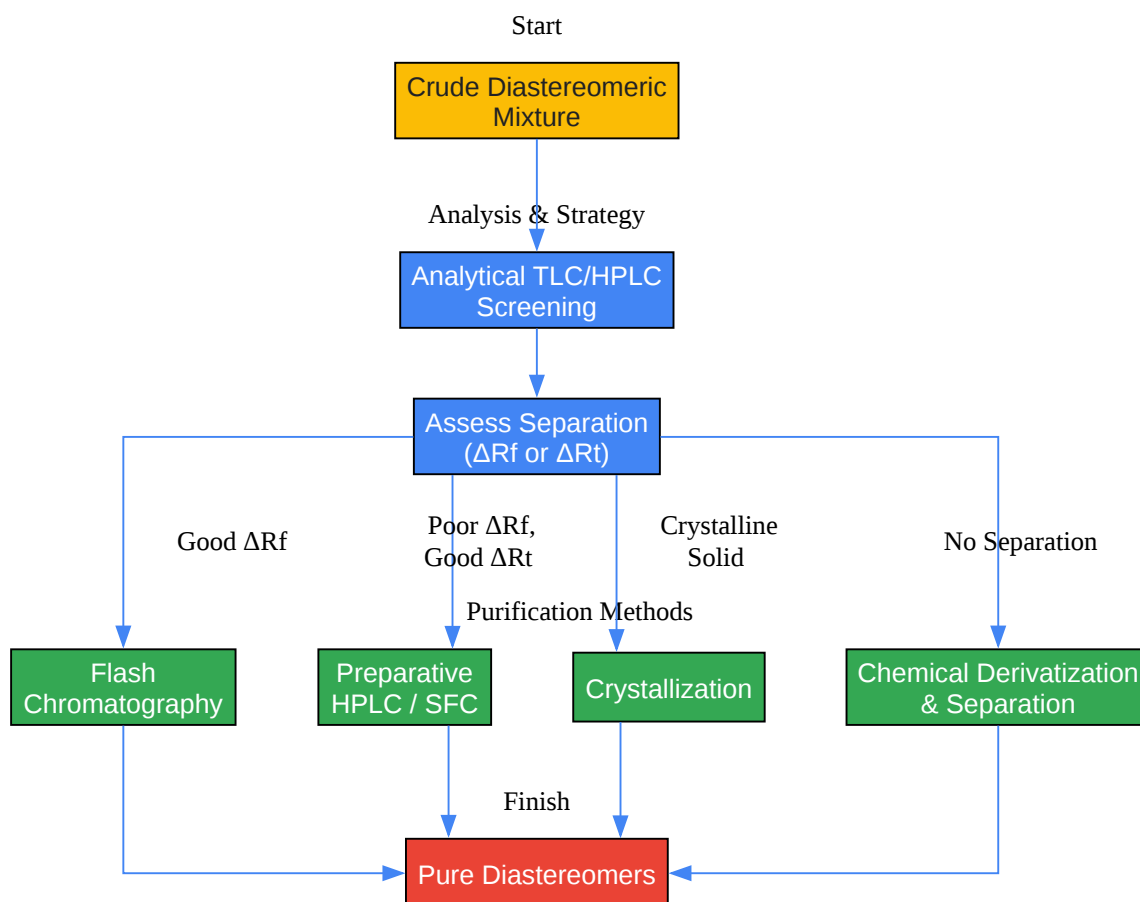 Start
Crude Diastereomeric
Mixture
Analysis & Strategy
Analytical TLC/HPLC
Screening
Assess Separation
(ΔRf or ΔRt)
Good ΔRf
Poor ΔRf,
Good ΔRt
Crystalline
Solid
No Separation
Purification Methods
Flash
Chromatography
Preparative
HPLC / SFC
Crystallization
Chemical Derivatization
& Separation
Finish
Pure Diastereomers